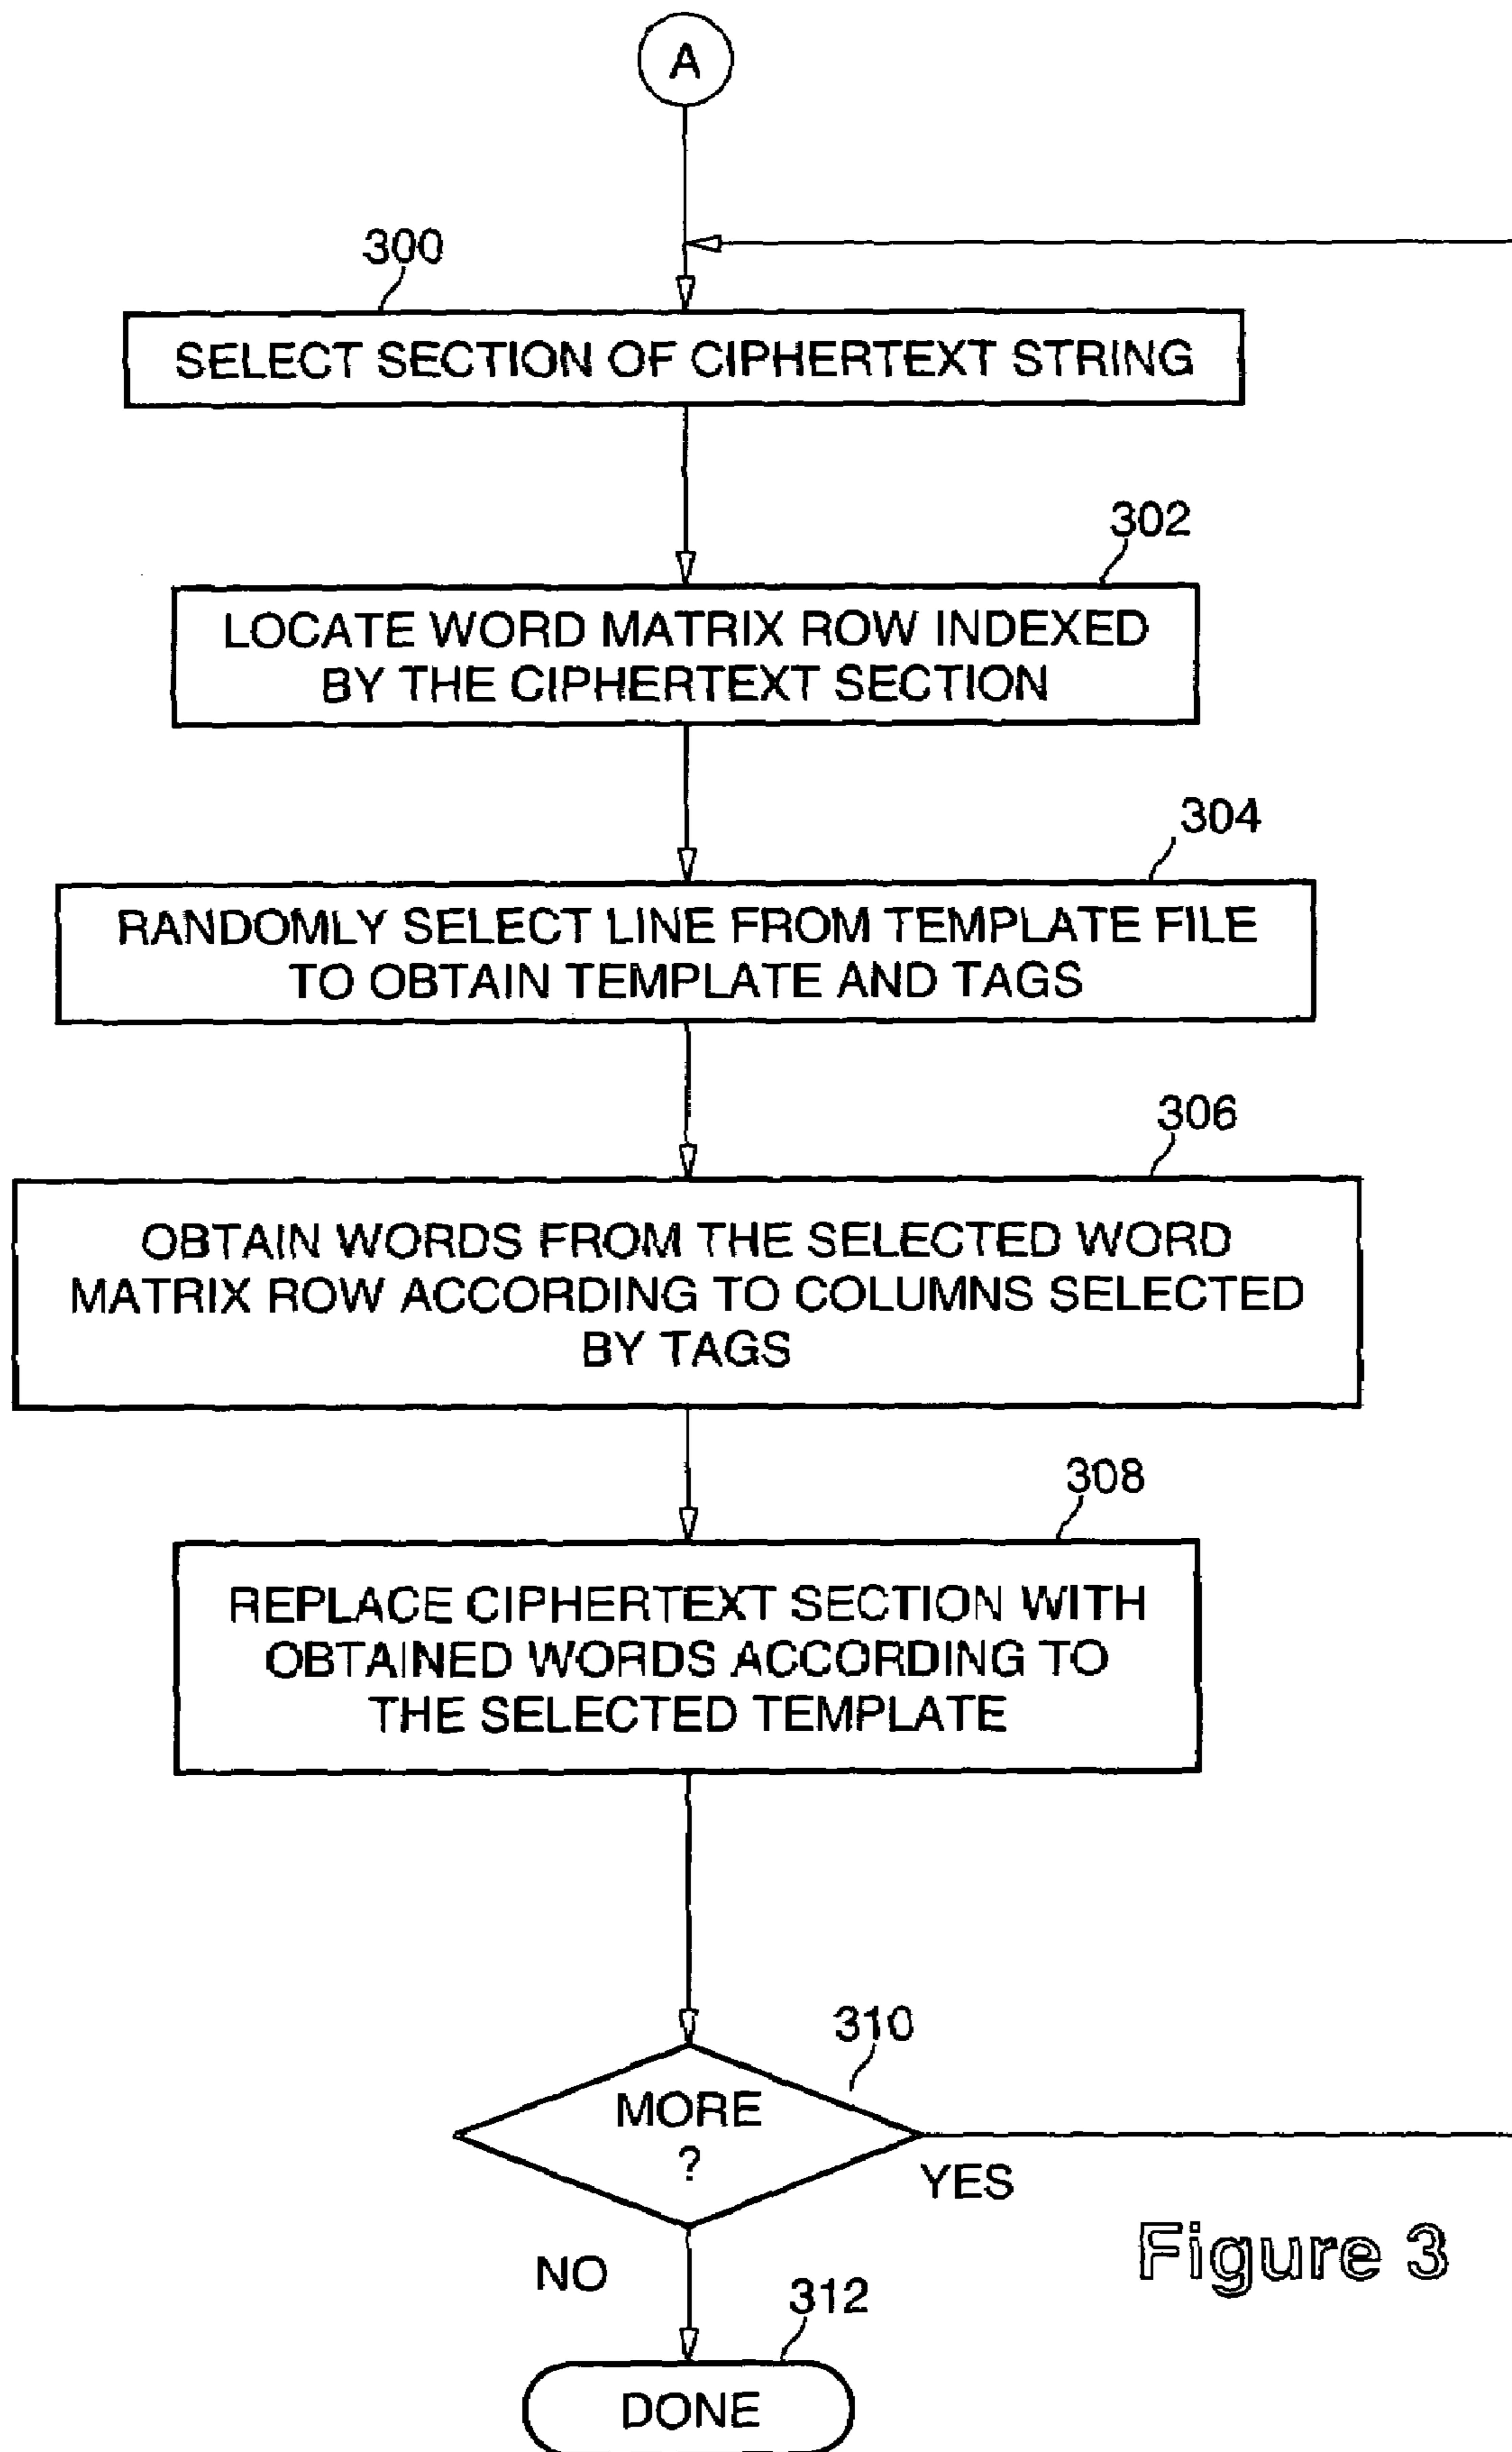 A
300
SELECT SECTION OF CIPHERTEXT STRING
302
LOCATE WORD MATRIX ROW INDEXED
BY THE CIPHERTEXT SECTION
304
RANDOMLY SELECT LINE FROM TEMPLATE FILE
TO OBTAIN TEMPLATE AND TAGS
306
OBTAIN WORDS FROM THE SELECTED WORD
MATRIX ROW ACCORDING TO COLUMNS SELECTED
BY TAGS
308
REPLACE CIPHERTEXT SECTION WITH
OBTAINED WORDS ACCORDING TO
THE SELECTED TEMPLATE
310
MORE
?
YES
NO
Figure 3
312
DONE